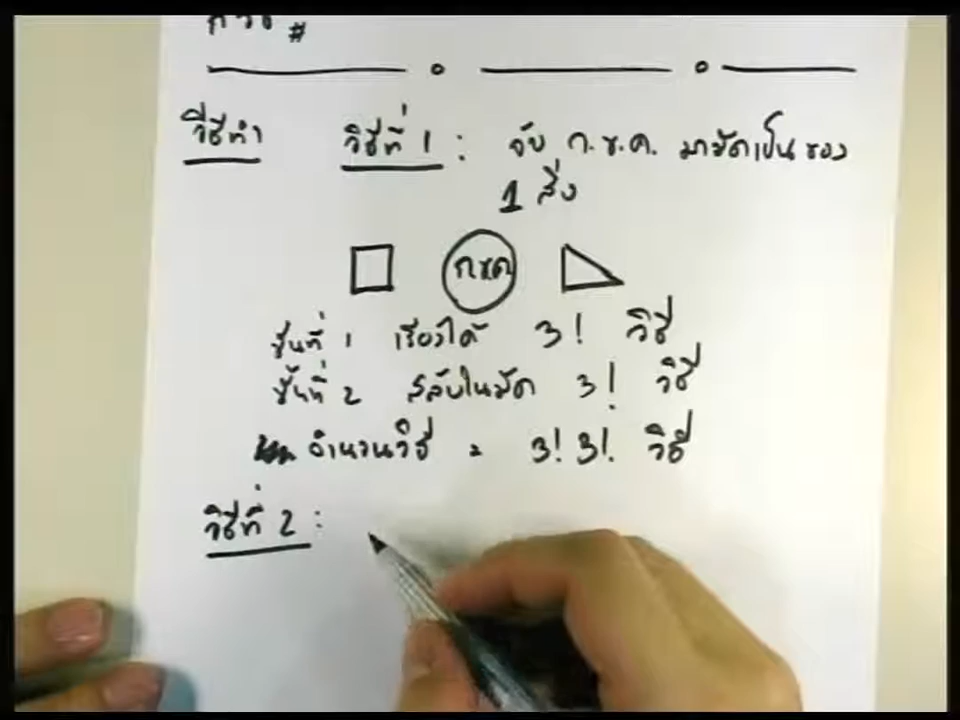 #
วิธีทำ วิธีที่ 1 : จับ ก.ข.ค. มามัดเป็นของ
1 สิ่ง
กขค
ขั้นที่ 1 เรียงได้ 3! วิธี
ขั้นที่ 2 สลับในมัด 3! วิธี
จำนวนวิธี = 3! 3! วิธี
วิธีที่ 2 :